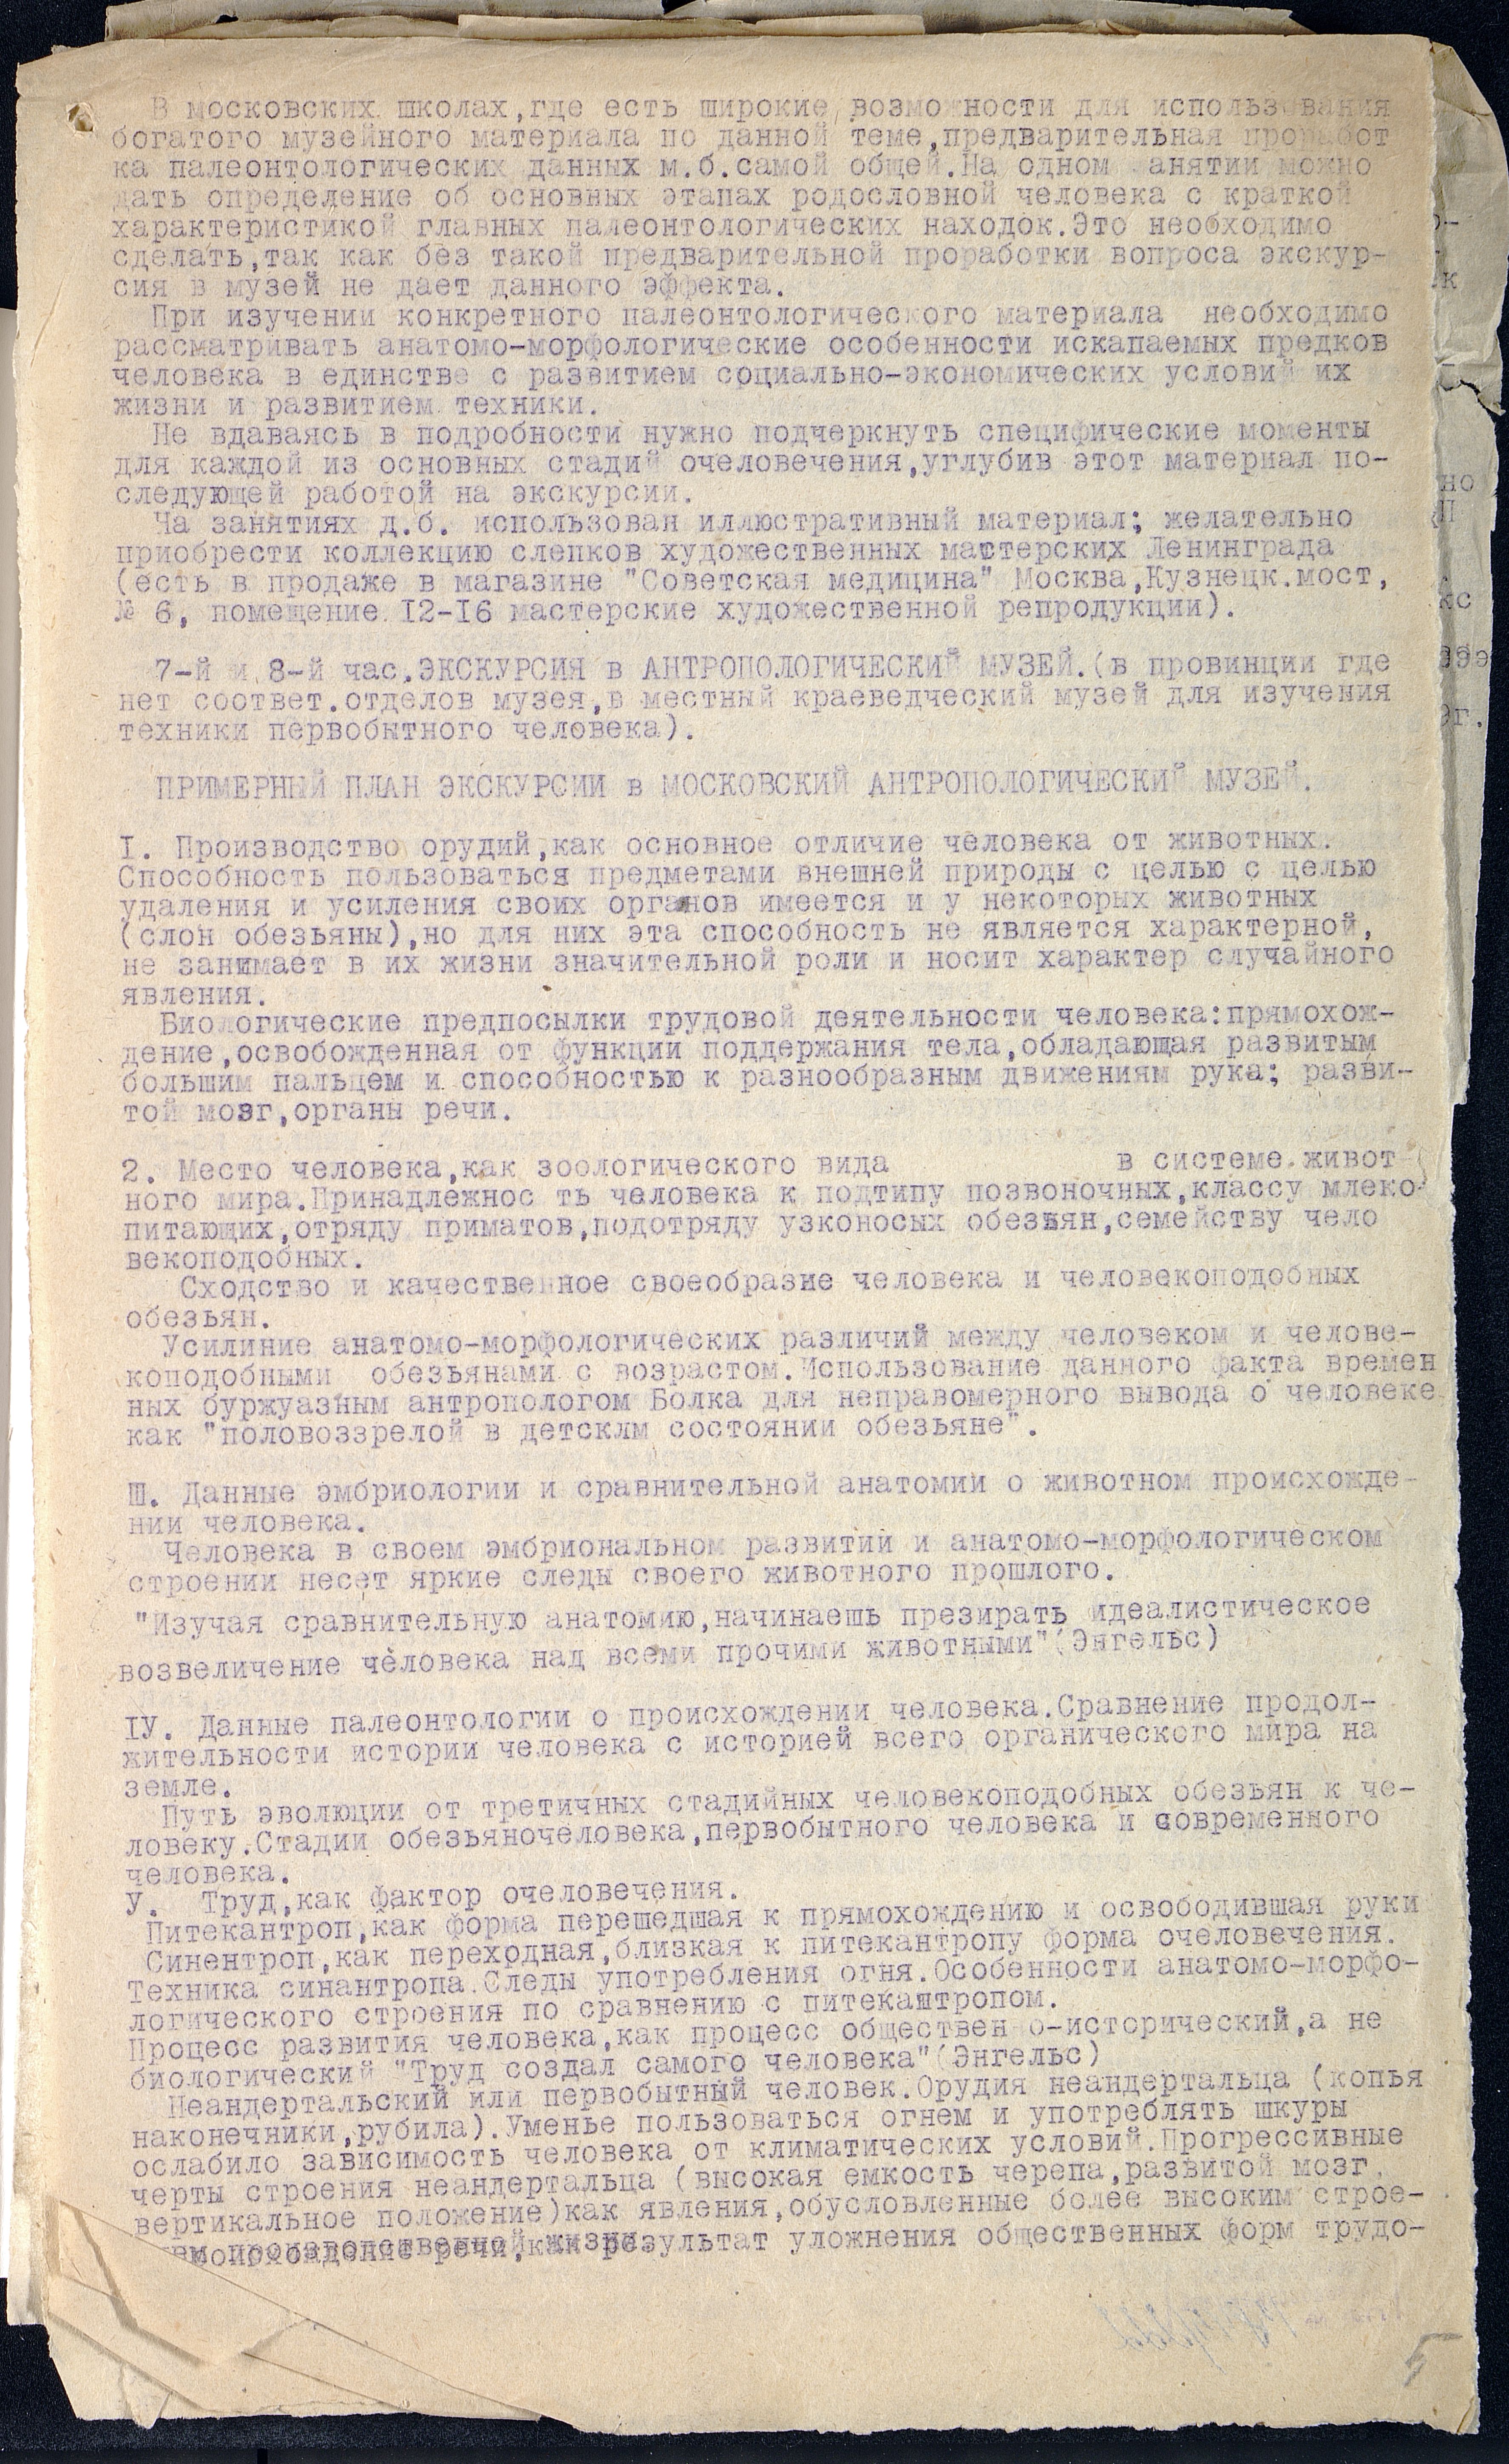 В московских школах,где есть широкие возможности для использования
богатого музейного материала по данной теме,предварительная проработ
ка палеонтологических данных м.б.самой общей.На одном занятии можно
дать определение об основных этапах родословной человека с краткой
характеристикой главных палеонтологических находок.Это необходимо
сделать,так как без такой предварительной проработки вопроса экскур-
сия в музей не дает данного эффекта.
При изучении конкретного палеонтологического материала необходимо
рассматривать анатомо-морфологические особенности искапаемых предков
человека в единстве с развитием социально-экономических условий их
жизни и развитием техники.
Не вдаваясь в подробности нужно подчеркнуть специфические моменты
для каждой из основных стадий очеловечения,углубив этот материал по-
следующей работой на экскурсии.
Ча занятиях д.б. использован иллюстративный материал; желательно
приобрести коллекцию слепков художественных мастерских Ленинграда
(есть в продаже в магазине "Советская медицина" Москва,Кузнецк.мост,
№ 6, помещение 12-16 мастерские художественной репродукции).
7-й и 8-й час.ЭКСКУРСИЯ в АНТРОПОЛОГИЧЕСКИЙ МУЗЕЙ.(в провинции где
нет соответ.отделов музея,в местный краеведческий музей для изучения
техники первобытного человека).
ПРИМЕРНЫЙ ПЛАН ЭКСКУРСИИ в МОСКОВСКИЙ АНТРОПОЛОГИЧЕСКИЙ МУЗЕЙ.
I. Производство орудий,как основное отличие человека от животных.
Способность пользоваться предметами внешней природы с целью с целью
удаления и усиления своих органов имеется и у некоторых животных
(слон обезьяны),но для них эта способность не является характерной,
не занимает в их жизни значительной роли и носит характер случайного
явления.
Биологические предпосылки трудовой деятельности человека:прямохож-
дение,освобожденная от функции поддержания тела,обладающая развитым
большим пальцем и способностью к разнообразным движениям рука; разви-
той мозг,органы речи.
2. Место человека,как зоологического вида в системе живот
ного мира.Принадлежнос ть человека к подтипу позвоночных,классу млеко-
питающих,отряду приматов,подотряду узконосых обезьян,семейству чело
векоподобных.
Сходство и качественное своеобразие человека и человекоподобных
обезьян.
Усилиние анатомо-морфологических различий между человеком и челове-
коподобными обезьянами с возрастом.Использование данного факта времен
ных буржуазным антропологом Болка для неправомерного вывода о человеке
как "половоззрелой в детсклм состоянии обезьяне".
Ш. Данные эмбриологии и сравнительной анатомии о животном происхожде-
нии человека.
Человека в своем эмбриональном развитии и анатомо-морфологическом
строении несет яркие следы своего животного прошлого.
"Изучая сравнительную анатомию,начинаешь презирать идеалистическое
возвеличение человека над всеми прочими животными"(Энгельс)
IУ. Данные палеонтологии о происхождении человека.Сравнение продол-
жительности истории человека с историей всего органического мира на
земле.
Путь эволюции от третичных стадийных человекоподобных обезьян к че-
ловеку.Стадии обезьяночеловека,первобытного человека и современного
человека.
У. Труд,как фактор очеловечения.
Питекантроп,как форма перешедшая к прямохождению и освободившая руки
Синентроп,как переходная,близкая к питекантропу форма очеловечения.
Техника синантропа.Следы употребления огня.Особенности анатомо-морфо-
логического строения по сравнению с питекантропом.
Процесс развития человека,как процесс обществен о-исторический,а не
биологический "Труд создал самого человека"(Энгельс)
Неандертальский или первобытный человек.Орудия неандертальца (копья
наконечники,рубила).Уменье пользоваться огнем и употреблять шкуры
ослабило зависимость человека от климатических условий.Прогрессивные
черты строения неандертальца (высокая емкость черепа,развитой мозг,
вертикальное положение)как явления,обусловленные более высоким строе-
производственной жизни.
речи,как результат уложнения общественных форм трудо-
5